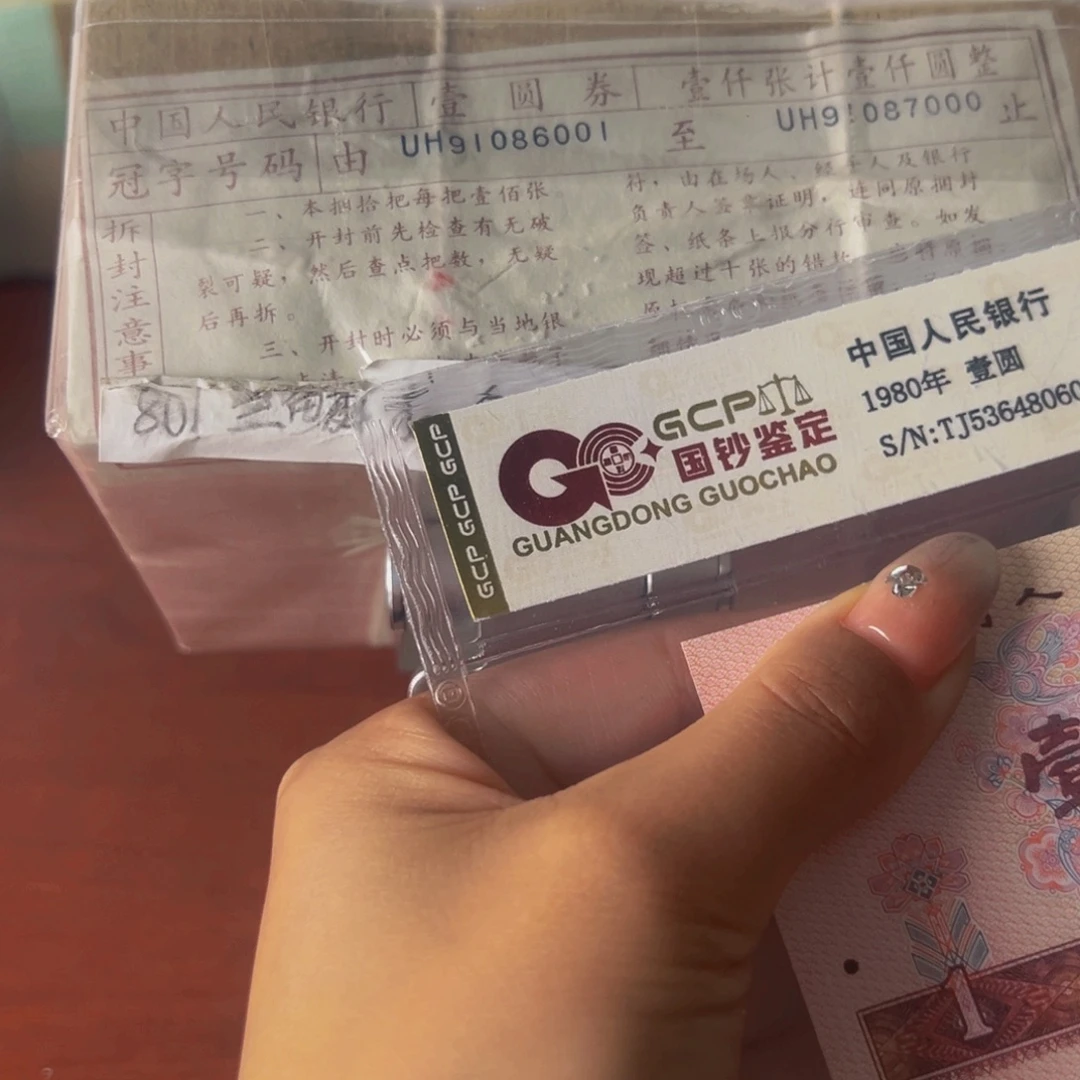 中国人民银行 壹圆券 壹仟张计壹仟圆整
冠字号码 由 UH91086001 至 UH91087000 止
拆封注意事
一、本捆拾把每把壹佰张
二、开封前先检查有无破
裂可疑，然后查点把数，无疑
后再拆。
三、开封时必须与当地很
符，由在场人、经手人及银行
负责人签章证明，连同原捆封
签、纸条上报分行审查。如发
现超过十张的错
801 兰
GCP GCP GCP
GCP
国钞鉴定
GUANGDONG GUOCHAO
中国人民银行
1980年 壹圆
S/N:TJ53648060
人
壹
1